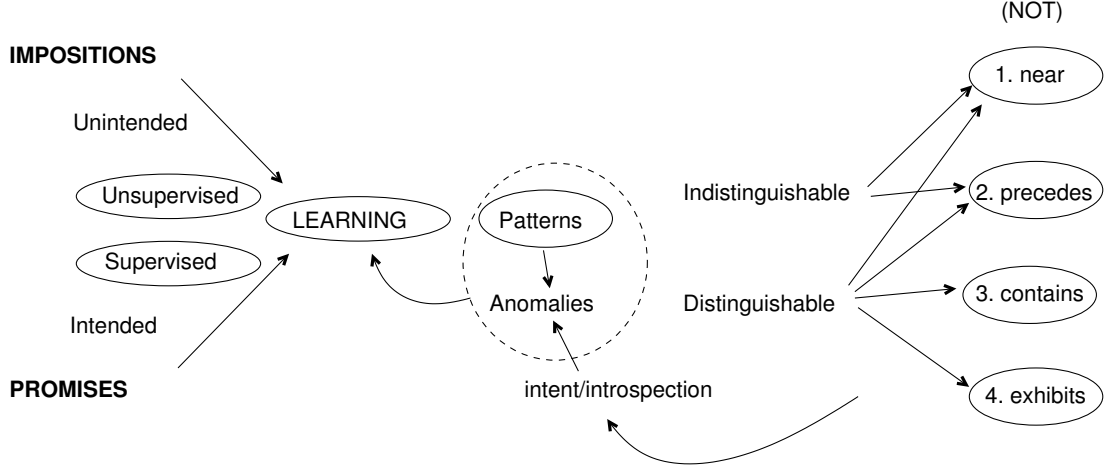 (NOT)
IMPOSITIONS
Unintended
Unsupervised
Supervised
Intended
PROMISES
LEARNING
Patterns
Anomalies
intent/introspection
Indistinguishable
Distinguishable
1. near
2. precedes
3. contains
4. exhibits